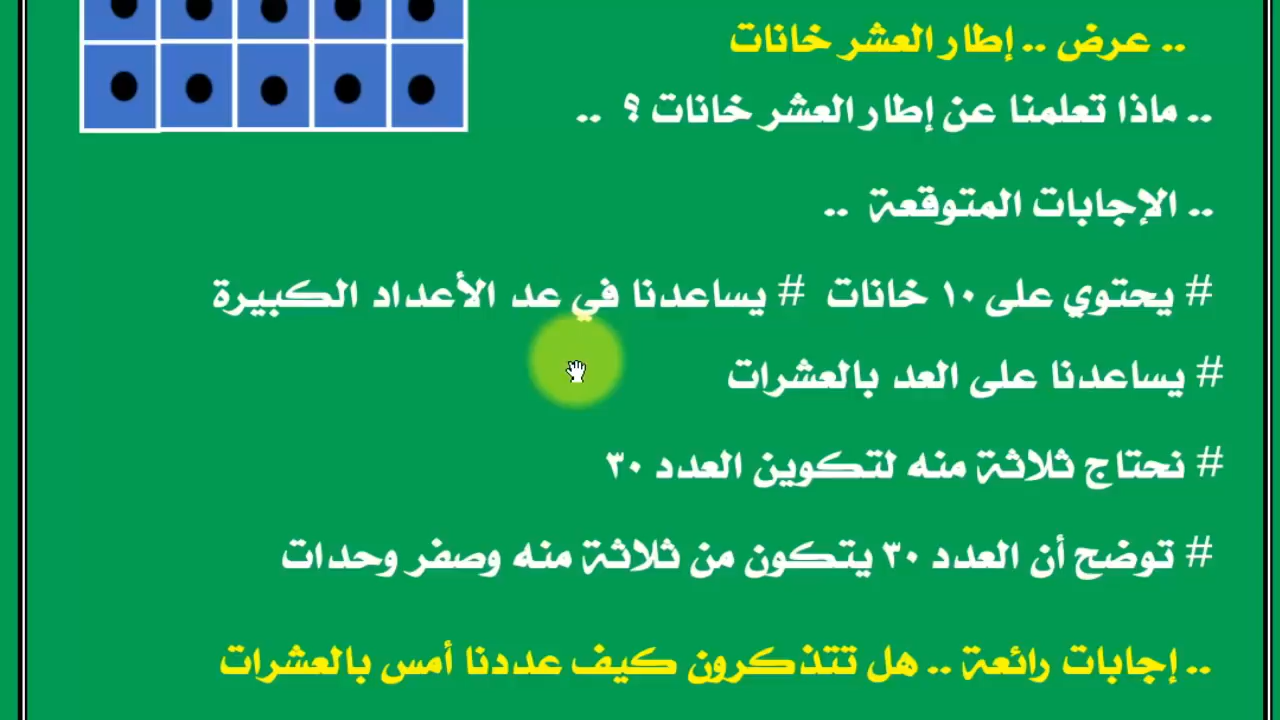 .. عرض .. إطار العشر خانات
.. ماذا تعلمنا عن إطار العشر خانات ؟ ..
.. الإجابات المتوقعة ..
# يحتوي على ١٠ خانات # يساعدنا في عد الأعداد الكبيرة
# يساعدنا على العد بالعشرات
# نحتاج ثلاثة منه لتكوين العدد ٣٠
# توضح أن العدد ٣٠ يتكون من ثلاثة منه وصفر وحدات
.. إجابات رائعة .. هل تتذكرون كيف عددنا أمس بالعشرات